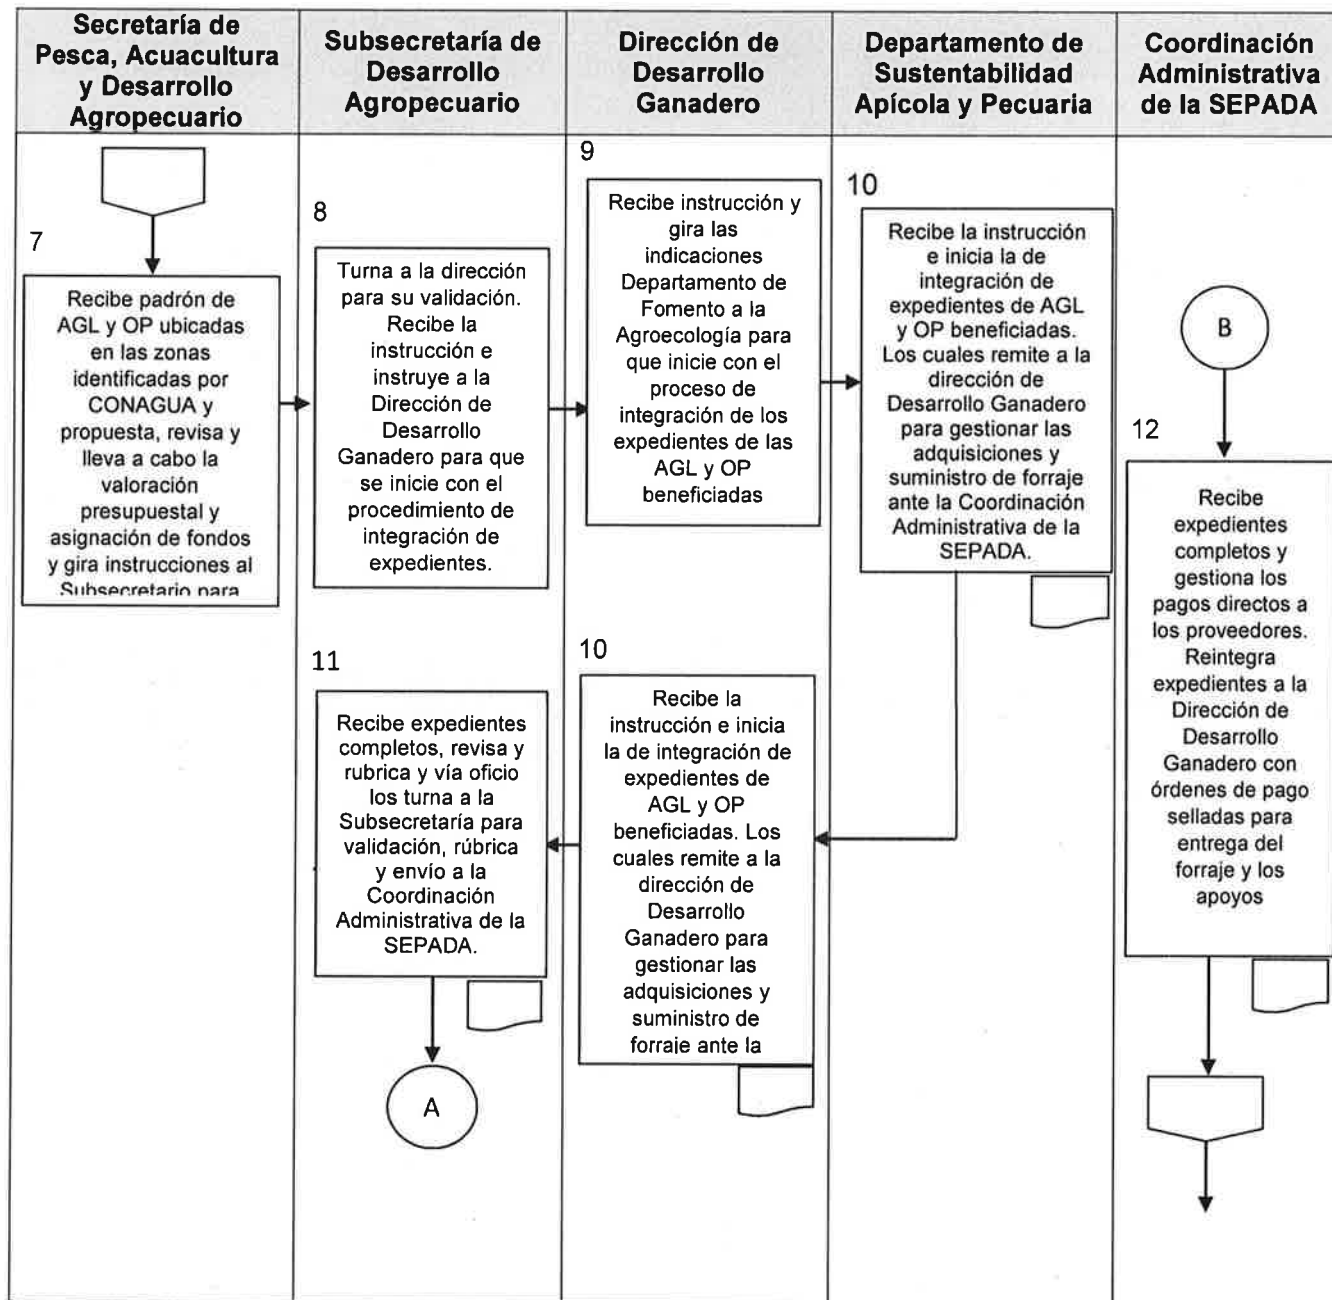 Secretaría de
Pesca, Acuacultura
y Desarrollo
Agropecuario
Subsecretaría de
Desarrollo
Agropecuario
Dirección de
Desarrollo
Ganadero
Departamento de
Sustentabilidad
Apícola y Pecuaria
Coordinación
Administrativa
de la SEPADA
7
Recibe padrón de
AGL y OP ubicadas
en las zonas
identificadas por
CONAGUA y
propuesta, revisa y
lleva a cabo la
valoración
presupuestal y
asignación de fondos
y gira instrucciones al
Subsecretario para
8
Turna a la dirección
para su validación.
Recibe la
instrucción e
instruye a la
Dirección de
Desarrollo
Ganadero para que
se inicie con el
procedimiento de
integración de
expedientes.
9
Recibe instrucción y
gira las
indicaciones
Departamento de
Fomento a la
Agroecología para
que inicie con el
proceso de
integración de los
expedientes de las
AGL y OP
beneficiadas
10
Recibe la instrucción
e inicia la de
integración de
expedientes de AGL
y OP beneficiadas.
Los cuales remite a la
dirección de
Desarrollo Ganadero
para gestionar las
adquisiciones y
suministro de forraje
ante la Coordinación
Administrativa de la
SEPADA.
10
Recibe la
instrucción e inicia
la de integración de
expedientes de
AGL y OP
beneficiadas. Los
cuales remite a la
dirección de
Desarrollo
Ganadero para
gestionar las
adquisiciones y
suministro de
forraje ante la
11
Recibe expedientes
completos, revisa y
rubrica y vía oficio
los turna a la
Subsecretaría para
validación, rúbrica
y envío a la
Coordinación
Administrativa de la
SEPADA.
A
B
12
Recibe
expedientes
completos y
gestiona los
pagos directos a
los proveedores.
Reintegra
expedientes a la
Dirección de
Desarrollo
Ganadero con
órdenes de pago
selladas para
entrega del
forraje y los
apoyos